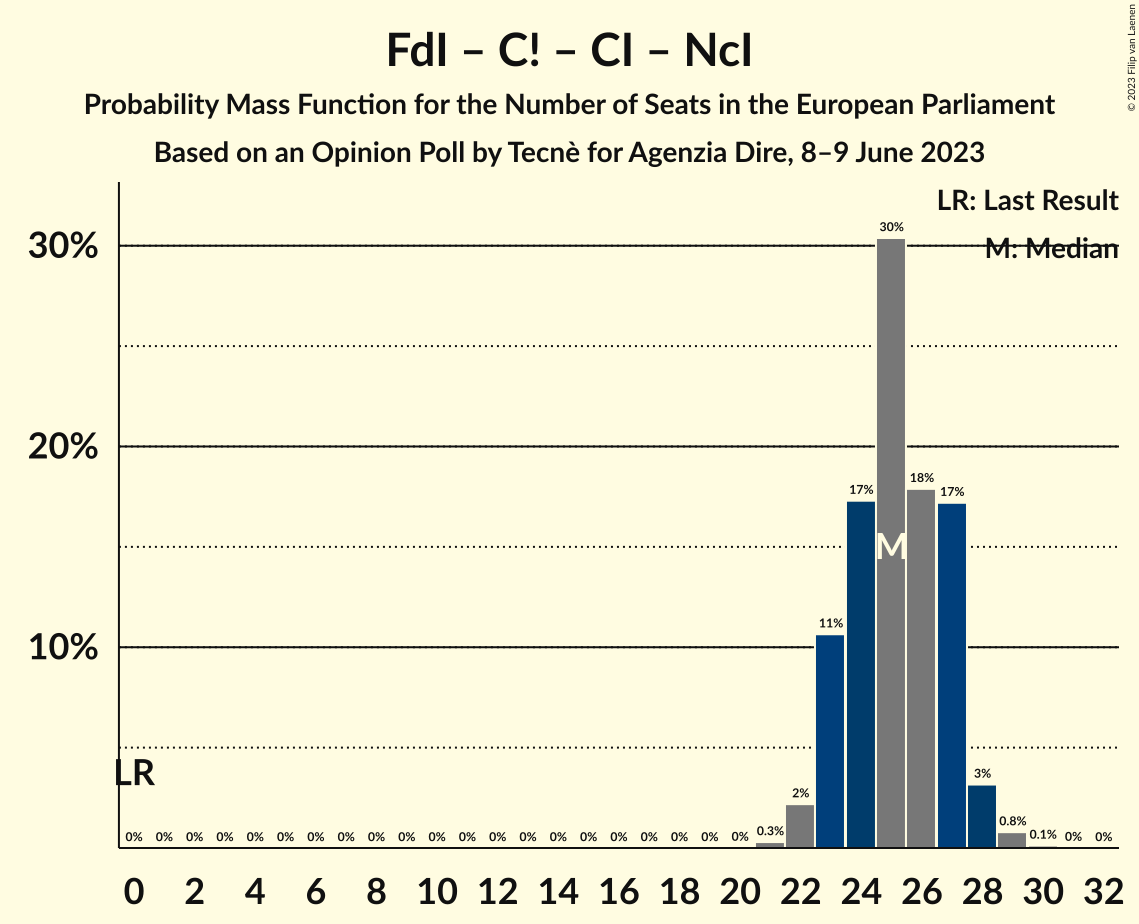 FdI – C! – CI – NcI
Probability Mass Function for the Number of Seats in the European Parliament
Based on an Opinion Poll by Tecnè for Agenzia Dire, 8–9 June 2023
© 2023 Filip van Laenen
LR: Last Result
M: Median
30%
20%
10%
30%
17%
18%
17%
M
11%
LR
2%
3%
0% 0% 0% 0% 0% 0% 0% 0% 0% 0% 0% 0% 0% 0% 0% 0% 0% 0% 0% 0% 0% 0.3% 0.8% 0.1% 0% 0%
0 2 4 6 8 10 12 14 16 18 20 22 24 26 28 30 32